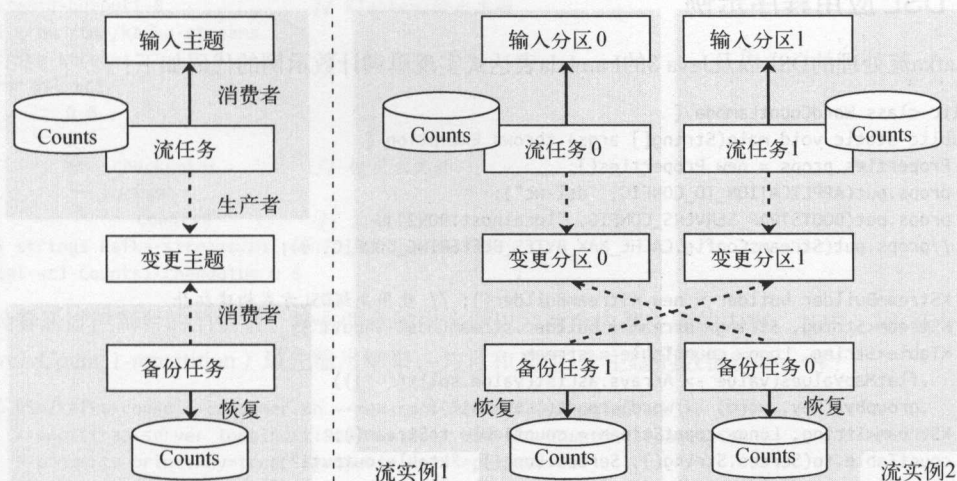 输入主题
消费者
Counts
流任务
生产者
变更主题
消费者
备份任务
恢复
Counts
输入分区0
输入分区1
Counts
流任务0
流任务1
Counts
变更分区0
变更分区1
备份任务1
备份任务0
恢复
恢复
Counts
Counts
流实例1
流实例2